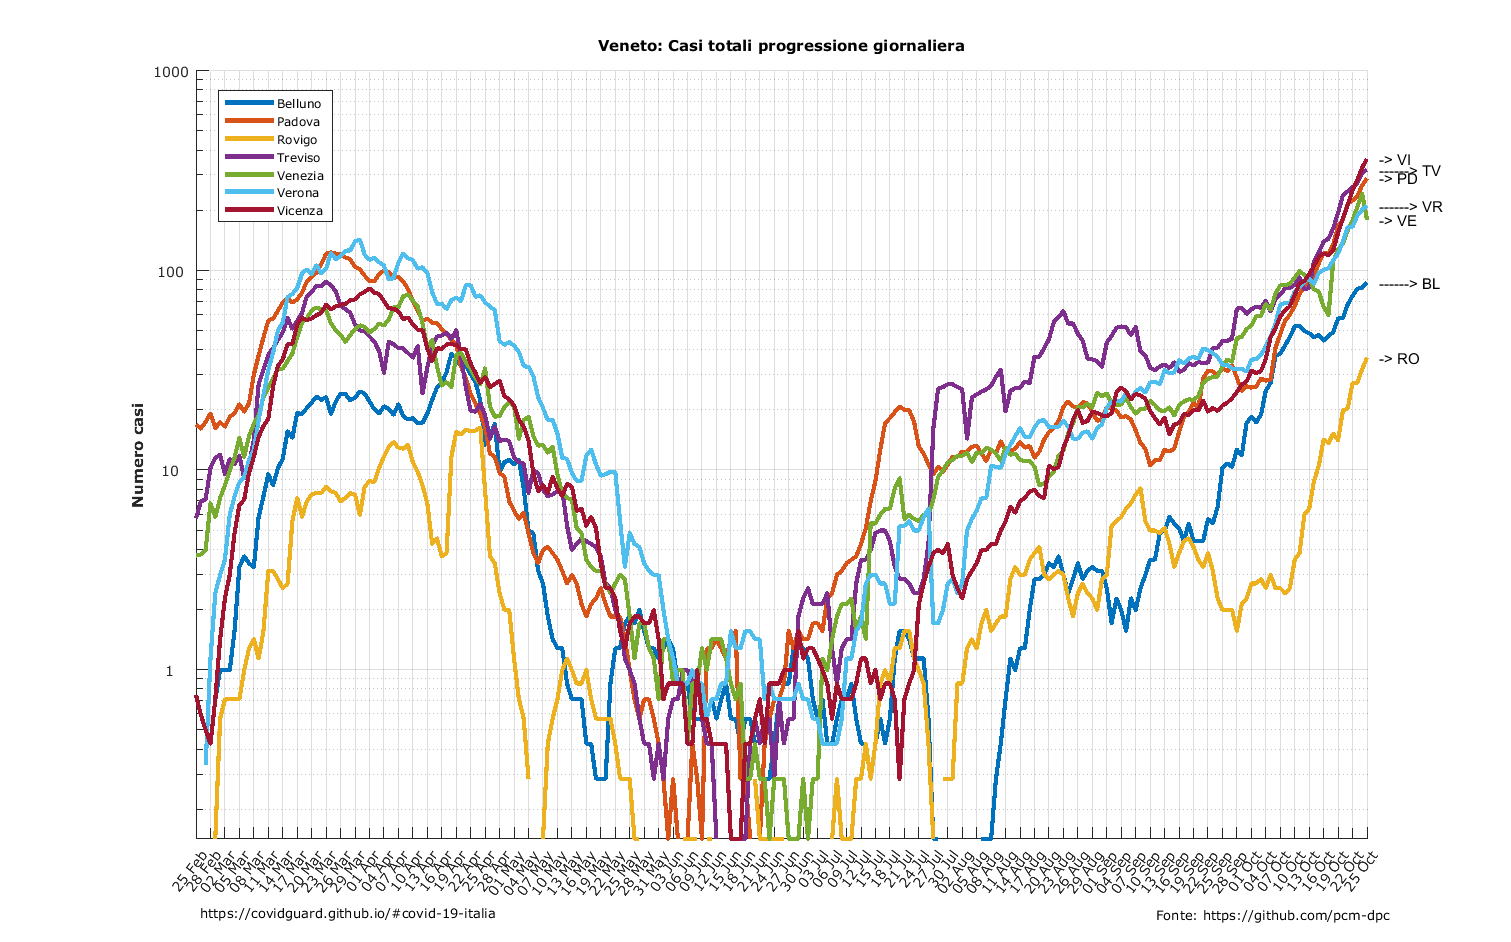 Veneto: Casi totali progressione giornaliera
Numero casi
1000
100
10
1
Belluno
Padova
Rovigo
Treviso
Venezia
Verona
Vicenza
-> VI
------> TV
-> PD
------> VR
-> VE
------> BL
-> RO
25 Feb
28 Feb
02 Mar
05 Mar
08 Mar
11 Mar
14 Mar
17 Mar
20 Mar
23 Mar
26 Mar
29 Mar
01 Apr
04 Apr
07 Apr
10 Apr
13 Apr
16 Apr
19 Apr
22 Apr
25 Apr
28 Apr
01 May
04 May
07 May
10 May
13 May
16 May
19 May
22 May
25 May
28 May
31 May
03 Jun
06 Jun
09 Jun
12 Jun
15 Jun
18 Jun
21 Jun
24 Jun
27 Jun
30 Jun
03 Jul
06 Jul
09 Jul
12 Jul
15 Jul
18 Jul
21 Jul
24 Jul
27 Jul
30 Jul
02 Aug
05 Aug
08 Aug
11 Aug
14 Aug
17 Aug
20 Aug
23 Aug
26 Aug
29 Aug
01 Sep
04 Sep
07 Sep
10 Sep
13 Sep
16 Sep
19 Sep
22 Sep
25 Sep
28 Sep
01 Oct
04 Oct
07 Oct
10 Oct
13 Oct
16 Oct
19 Oct
22 Oct
25 Oct
https://covidguard.github.io/#covid-19-italia
Fonte: https://github.com/pcm-dpc